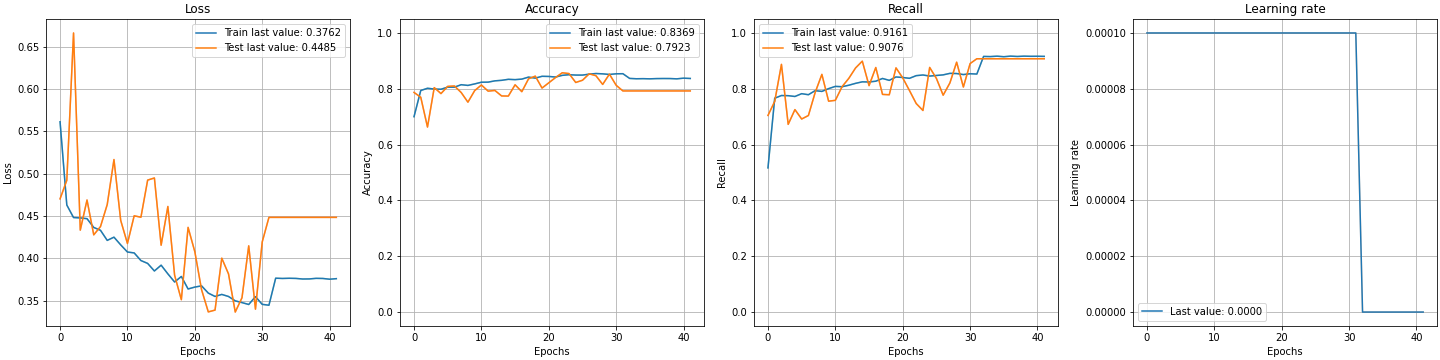 Loss
Train last value: 0.3762
Test last value: 0.4485
0.65
0.60
0.55
0.50
0.45
0.40
0.35
Loss
0
10
20
30
40
Epochs
Accuracy
Train last value: 0.8369
Test last value: 0.7923
1.0
0.8
0.6
0.4
0.2
0.0
Accuracy
0
10
20
30
40
Epochs
Recall
Train last value: 0.9161
Test last value: 0.9076
1.0
0.8
0.6
0.4
0.2
0.0
Recall
0
10
20
30
40
Epochs
Learning rate
0.00010
0.00008
0.00006
0.00004
0.00002
0.00000
Learning rate
Last value: 0.0000
0
10
20
30
40
Epochs